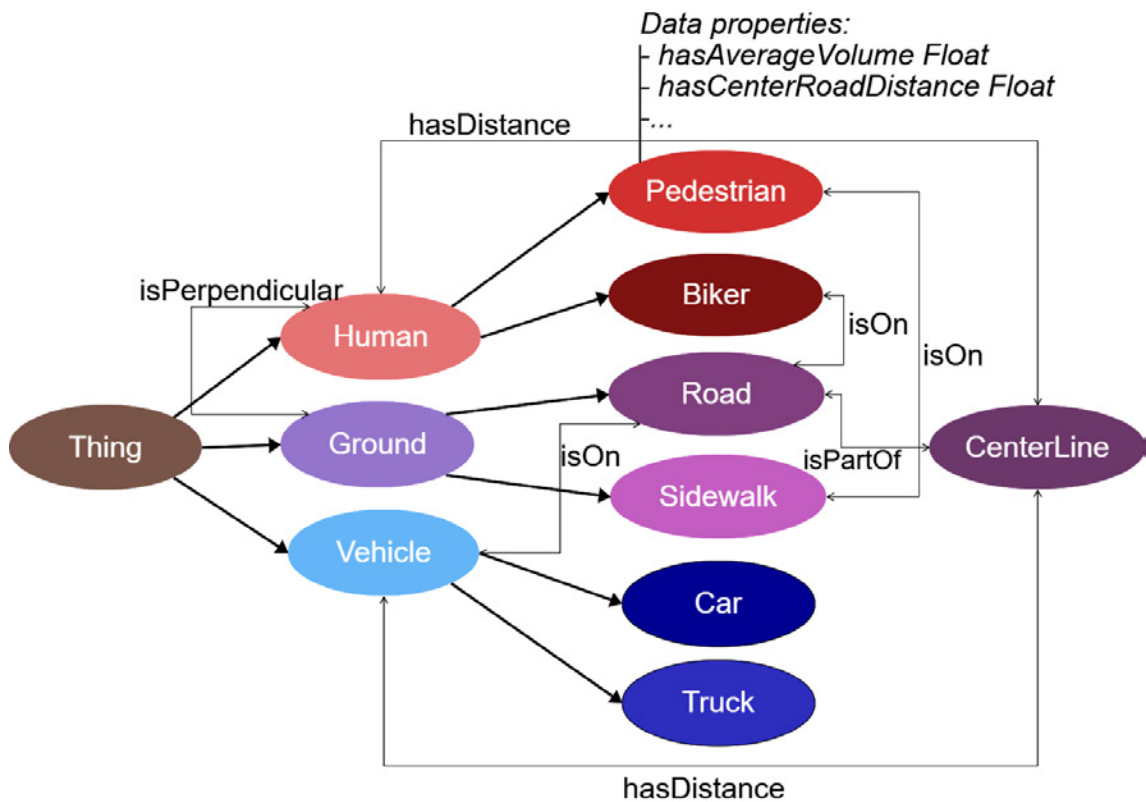 Data properties:
- hasAverageVolume Float
- hasCenterRoadDistance Float
-...
hasDistance
Pedestrian
isPerpendicular
Biker
Human
isOn
isOn
Road
Thing
Ground
isOn
isPartOf
CenterLine
Sidewalk
Vehicle
Car
Truck
hasDistance